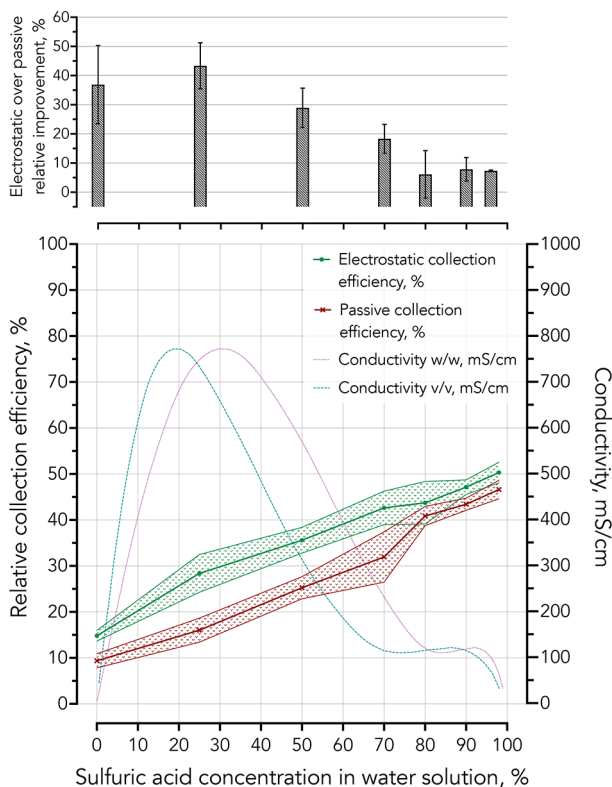 Electrostatic over passive
relative improvement, %
60
50
40
30
20
10
0
Relative collection efficiency, %
100
90
80
70
60
50
40
30
20
10
0
Electrostatic collection
efficiency, %
Passive collection
efficiency, %
Conductivity w/w, mS/cm
Conductivity v/v, mS/cm
1000
900
800
700
600
500
400
300
200
100
0
Conductivity, mS/cm
0 10 20 30 40 50 60 70 80 90 100
Sulfuric acid concentration in water solution, %